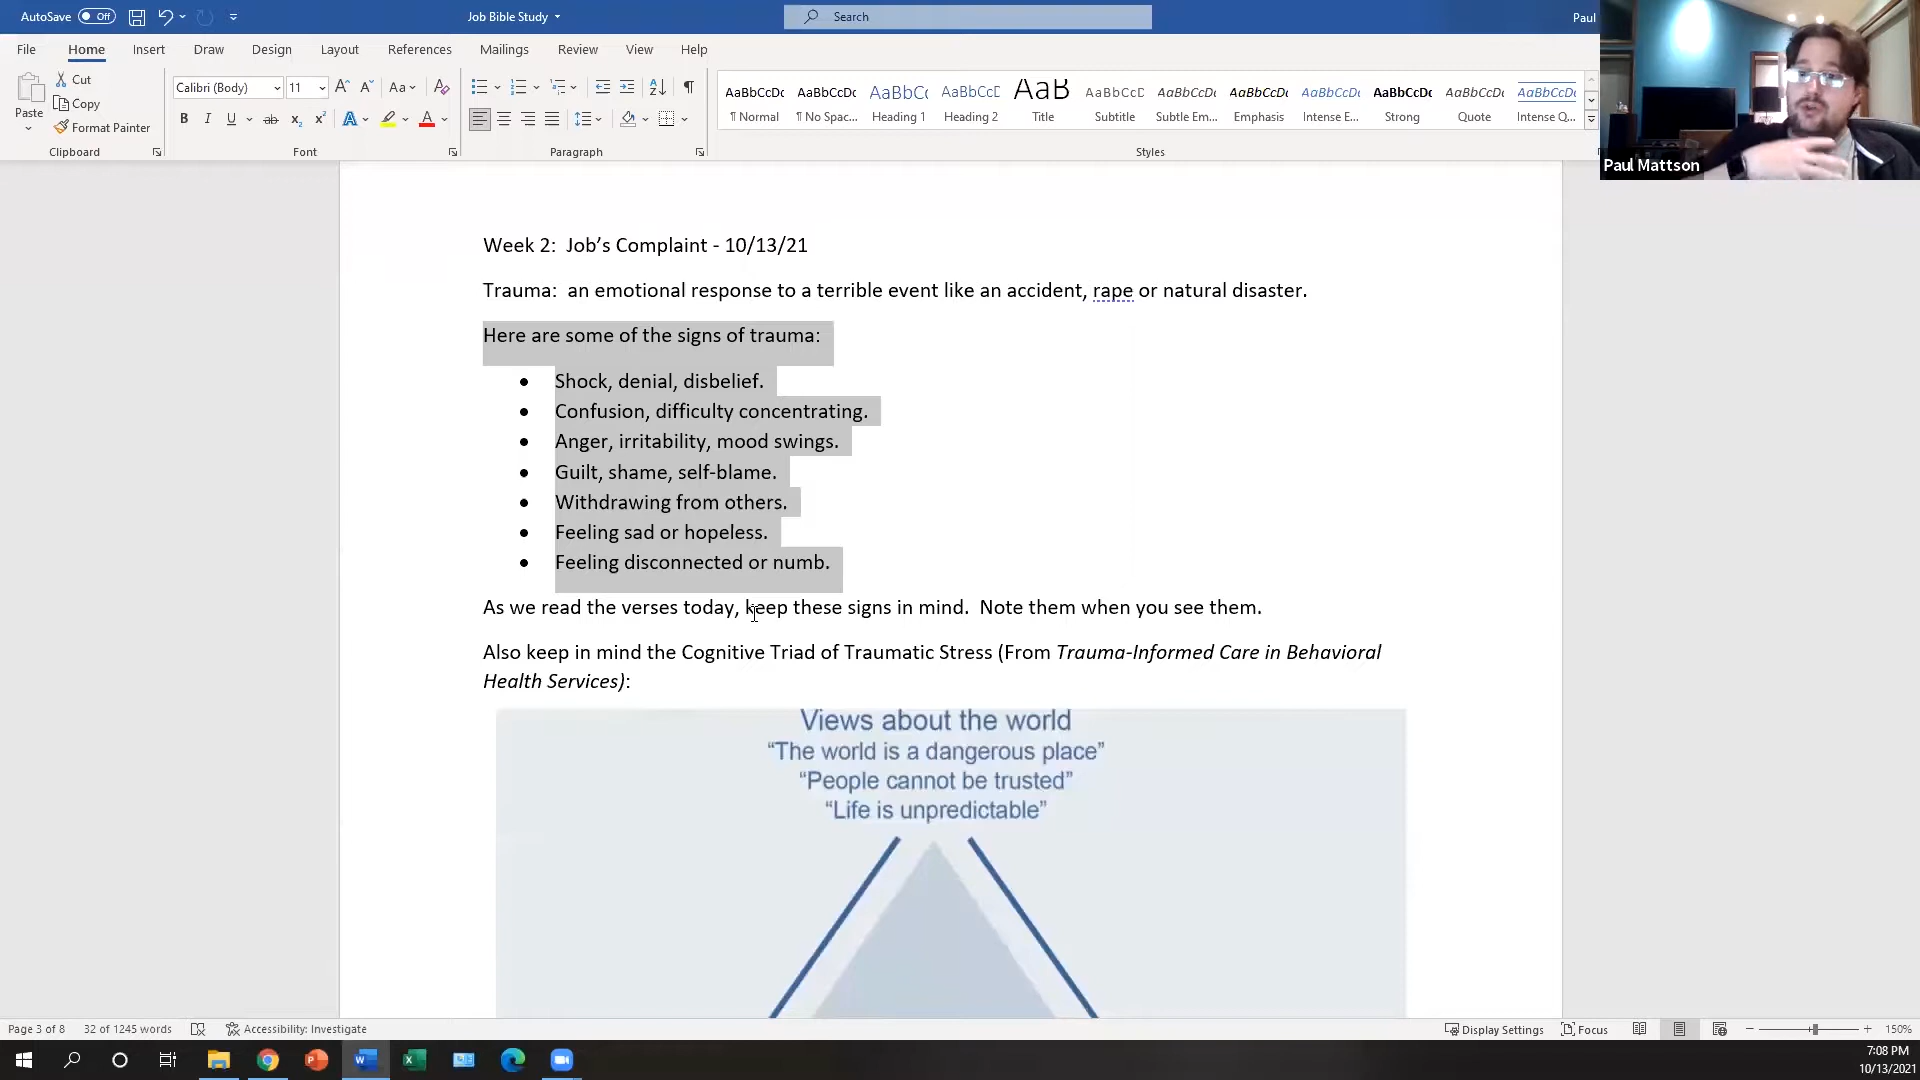 AutoSave Off Job Bible Study Search Paul
File Home Insert Draw Design Layout References Mailings Review View Help
Paste
Cut
Copy
Format Painter
Clipboard
Calibri (Body) 11
Font
Paragraph
AaBbCcDc AaBbCcDc AaBbCc AaBbCcD AaB AaBbCcD AaBbCcDc AaBbCcDc AaBbCcDc AaBbCcDc AaBbCcDc AaBbCcDc
¶ Normal ¶ No Spac... Heading 1 Heading 2 Title Subtitle Subtle Em... Emphasis Intense E... Strong Quote Intense Q...
Styles
Paul Mattson
Week 2:  Job’s Complaint - 10/13/21
Trauma:  an emotional response to a terrible event like an accident, rape or natural disaster.
Here are some of the signs of trauma:
• Shock, denial, disbelief.
• Confusion, difficulty concentrating.
• Anger, irritability, mood swings.
• Guilt, shame, self-blame.
• Withdrawing from others.
• Feeling sad or hopeless.
• Feeling disconnected or numb.
As we read the verses today, keep these signs in mind.  Note them when you see them.
Also keep in mind the Cognitive Triad of Traumatic Stress (From Trauma-Informed Care in Behavioral
Health Services):
Views about the world
“The world is a dangerous place”
“People cannot be trusted”
“Life is unpredictable”
Page 3 of 8 32 of 1245 words Accessibility: Investigate Display Settings Focus 150%
7:08 PM
10/13/2021